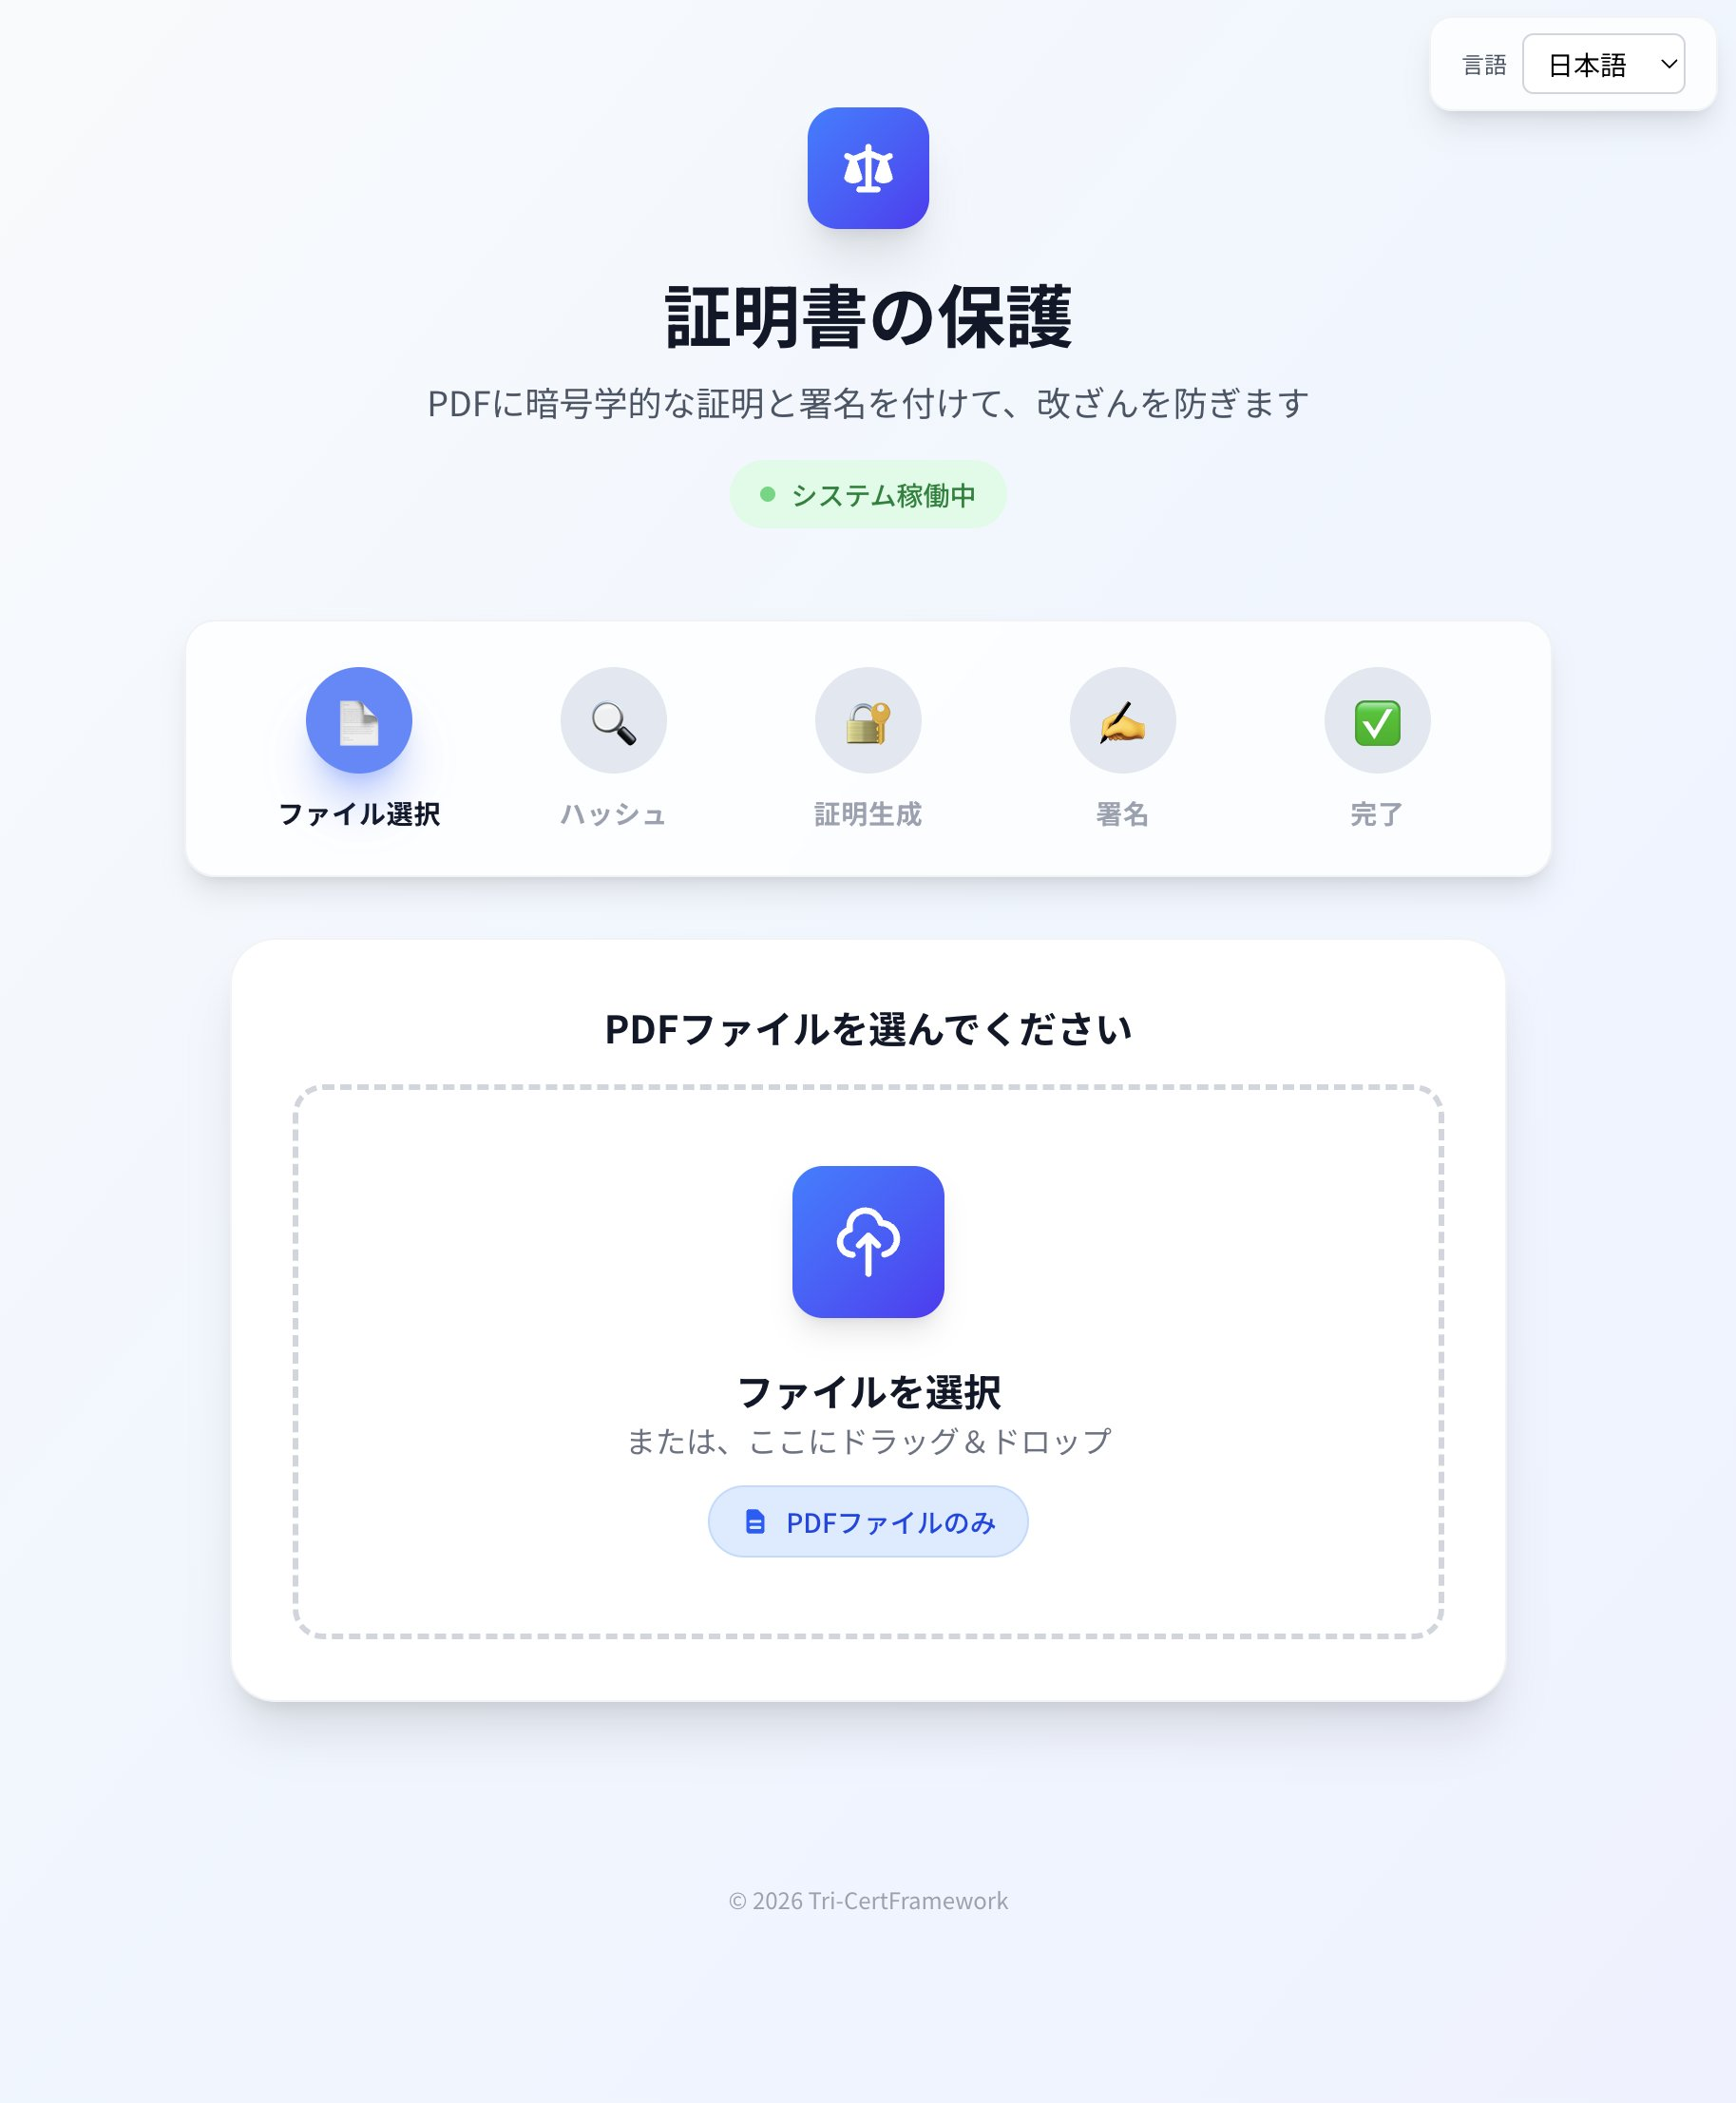 言語 日本語
証明書の保護
PDFに暗号学的な証明と署名を付けて、改ざんを防ぎます
システム稼働中
ファイル選択 ハッシュ 証明生成 署名 完了
PDFファイルを選んでください
ファイルを選択
または、ここにドラッグ＆ドロップ
PDFファイルのみ
© 2026 Tri-CertFramework